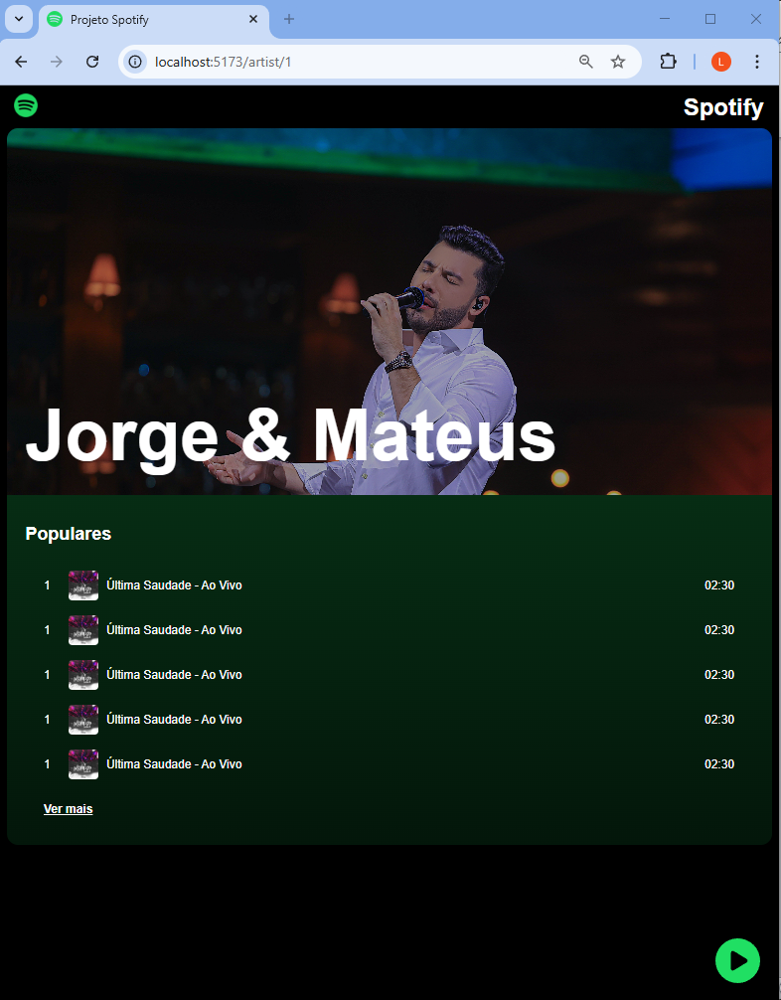 Projeto Spotify
localhost:5173/artist/1
L
Spotify
Jorge & Mateus
Populares
1 Última Saudade - Ao Vivo 02:30
1 Última Saudade - Ao Vivo 02:30
1 Última Saudade - Ao Vivo 02:30
1 Última Saudade - Ao Vivo 02:30
1 Última Saudade - Ao Vivo 02:30
Ver mais